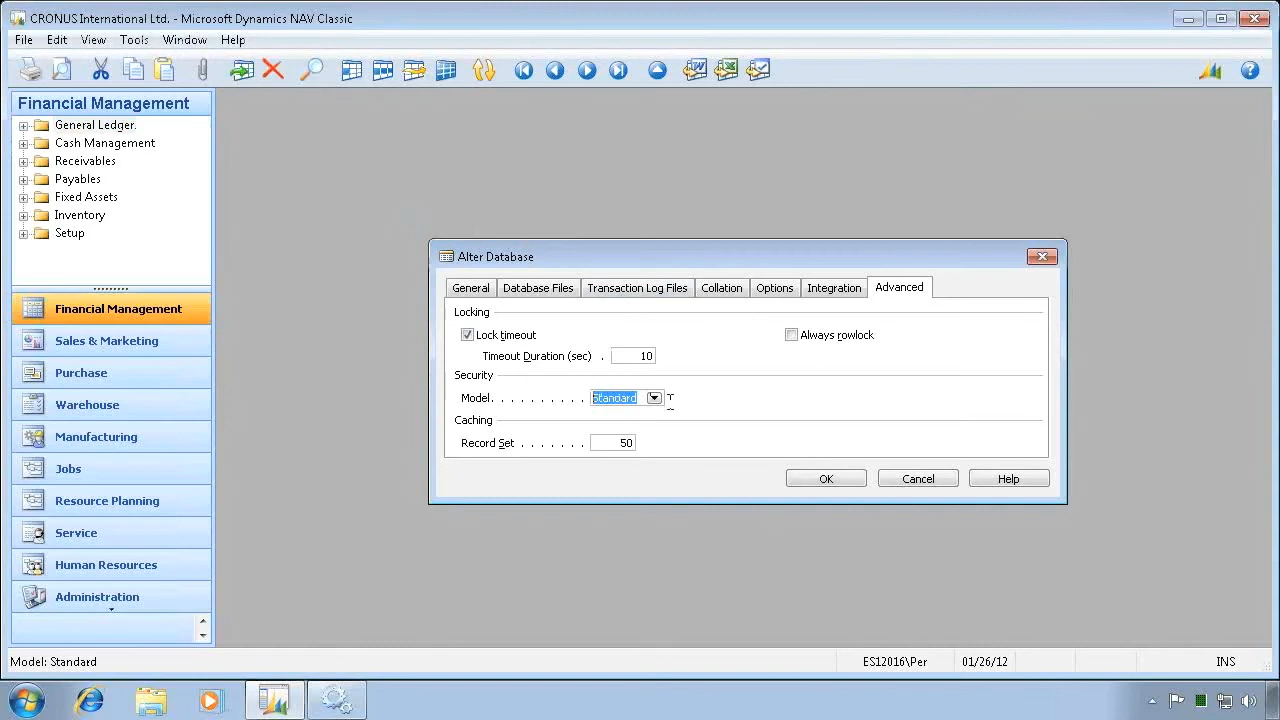 CRONUS International Ltd. - Microsoft Dynamics NAV Classic
File Edit View Tools Window Help
Financial Management
General Ledger.
Cash Management
Receivables
Payables
Fixed Assets
Inventory
Setup
Financial Management
Sales & Marketing
Purchase
Warehouse
Manufacturing
Jobs
Resource Planning
Service
Human Resources
Administration
Alter Database
General Database Files Transaction Log Files Collation Options Integration Advanced
Locking
Lock timeout Always rowlock
Timeout Duration (sec) . 10
Security
Model. . . . . . . . . . Standard
Caching
Record Set . . . . . . . 50
OK Cancel Help
Model: Standard ES12016\Per 01/26/12 INS